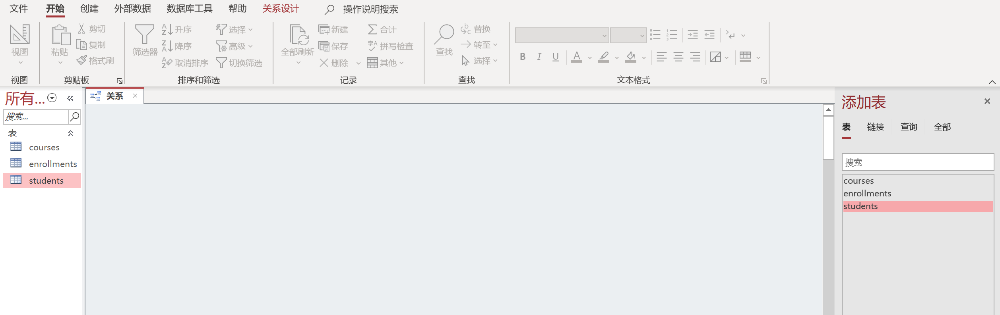 文件 开始 创建 外部数据 数据库工具 帮助 关系设计 操作说明搜索
视图
粘贴
剪切
复制
格式刷
筛选器
升序
降序
取消排序
选择
高级
切换筛选
全部刷新
新建
保存
删除
合计
拼写检查
其他
查找
替换
转至
选择
B I U A
视图 剪贴板 排序和筛选 记录 查找 文本格式
所有...
搜索...
表
courses
enrollments
students
关系
添加表
表 链接 查询 全部
搜索
courses
enrollments
students